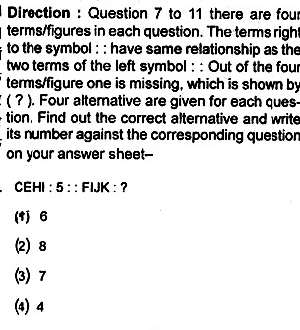 Direction : Question 7 to 11 there are four
terms/figures in each question. The terms right
to the symbol : : have same relationship as the
two terms of the left symbol : : Out of the four
terms/figure one is missing, which is shown by
( ? ). Four alternative are given for each ques-
tion. Find out the correct alternative and write
its number against the corresponding question
on your answer sheet–
CEHI : 5 : : FIJK : ?
(1) 6
(2) 8
(3) 7
(4) 4